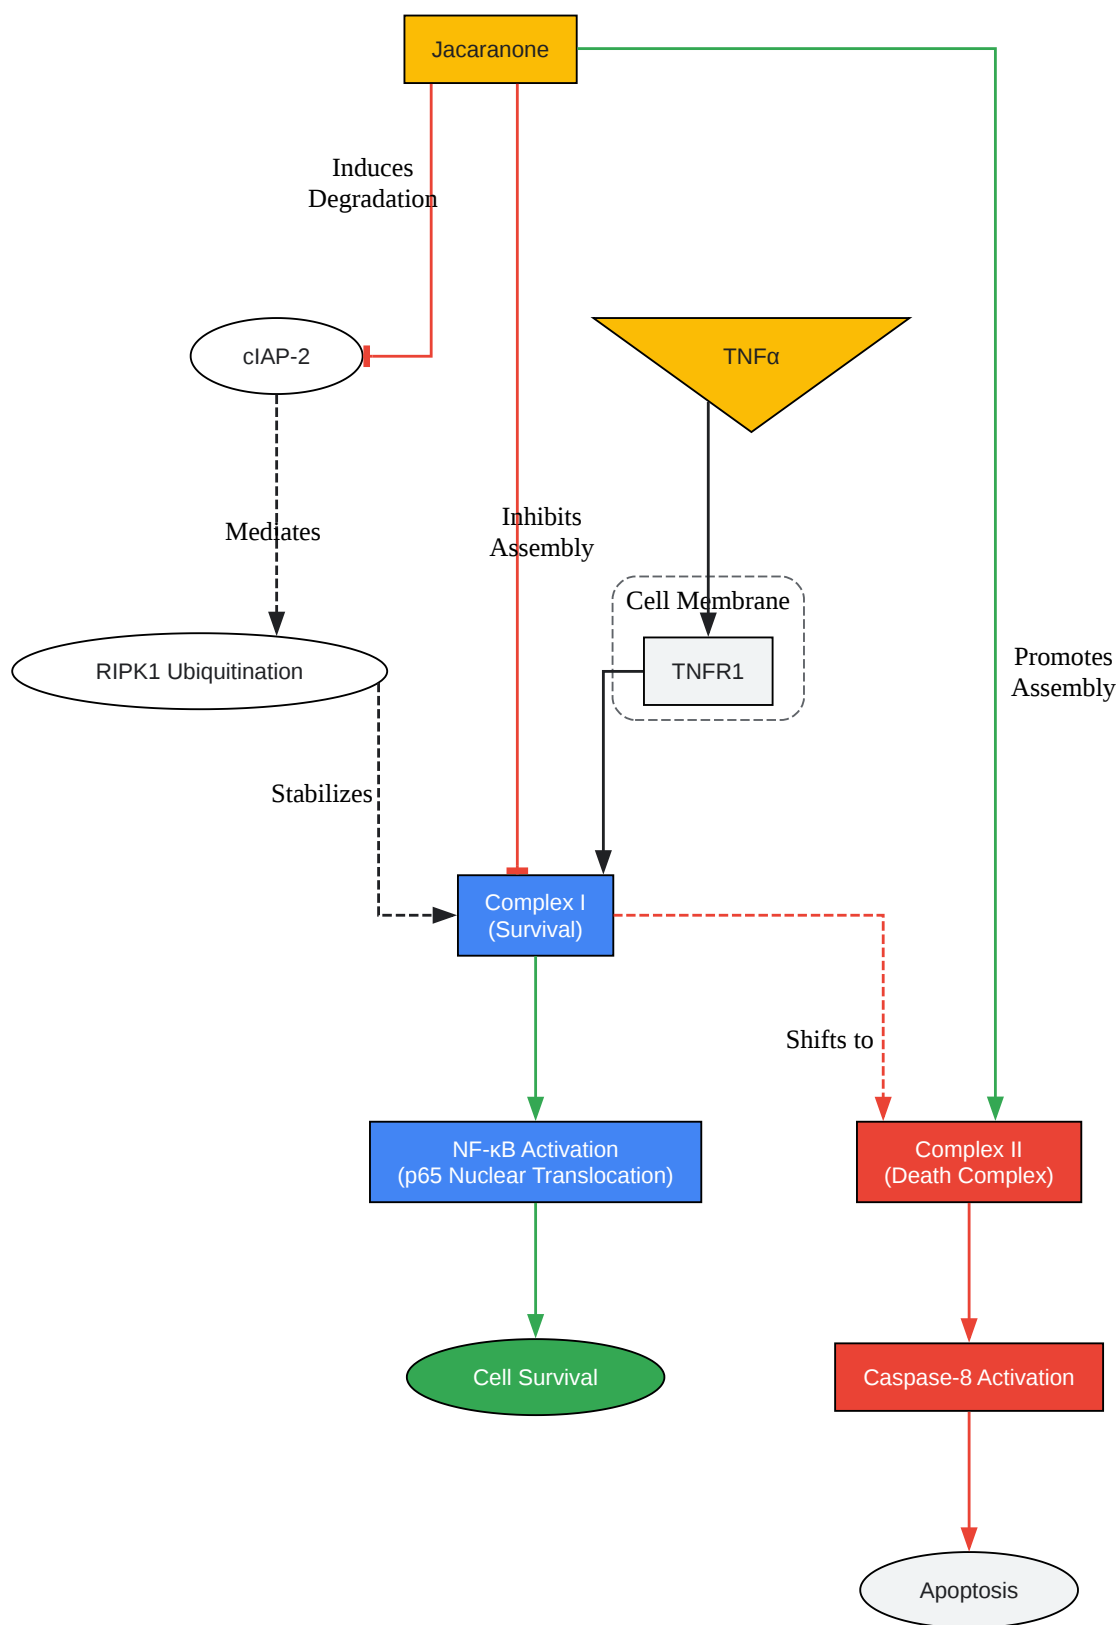 Jacaranone
Induces
Degradation
cIAP-2
TNFα
Mediates
Inhibits
Assembly
Cell Membrane
RIPK1 Ubiquitination
TNFR1
Promotes
Assembly
Stabilizes
Complex I
(Survival)
Shifts to
NF-κB Activation
(p65 Nuclear Translocation)
Complex II
(Death Complex)
Cell Survival
Caspase-8 Activation
Apoptosis